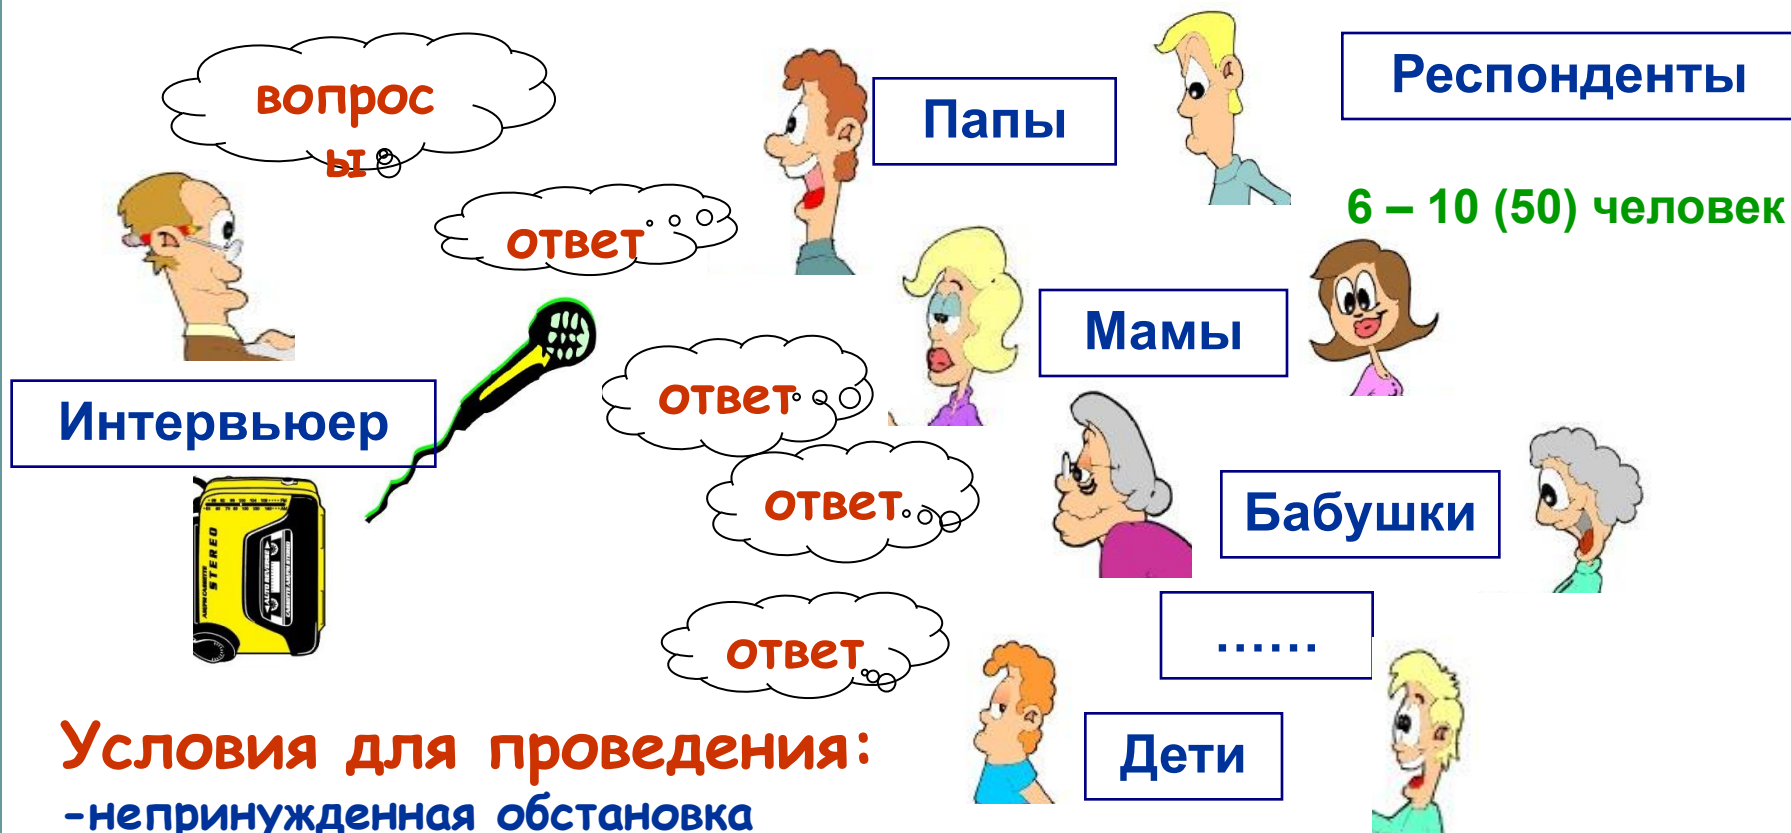 вопрос
ы
Папы
Респонденты
6 – 10 (50) человек
ответ
Мамы
ответ
Интервьюер
ответ
Бабушки
STEREO
ответ
......
Дети
Условия для проведения:
-непринужденная обстановка